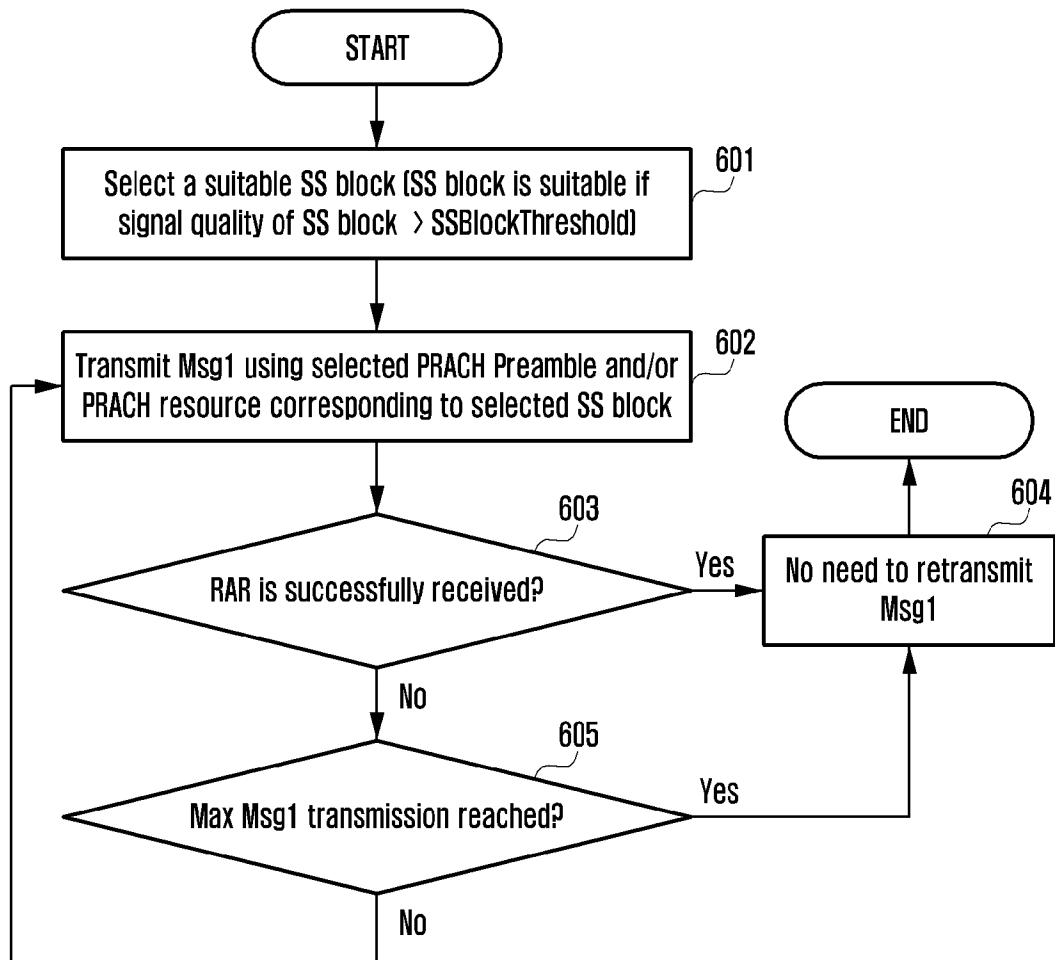 START
601
Select a suitable SS block (SS block is suitable if
signal quality of SS block > SSBlockThreshold)
602
Transmit Msg1 using selected PRACH Preamble and/or
PRACH resource corresponding to selected SS block
END
603
604
RAR is successfully received?
Yes
No need to retransmit
Msg1
No
605
Max Msg1 transmission reached?
Yes
No